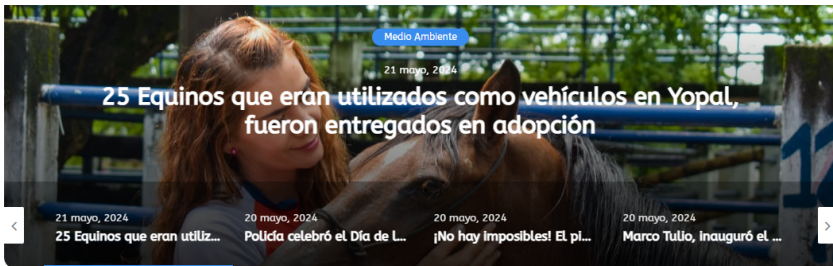 Medio Ambiente
21 mayo, 2024
25 Equinos que eran utilizados como vehículos en Yopal,
fueron entregados en adopción
21 mayo, 2024
25 Equinos que eran utiliz...
20 mayo, 2024
Policía celebró el Día de l...
20 mayo, 2024
¡No hay imposibles! El pi...
20 mayo, 2024
Marco Tulio, inauguró el ...
12